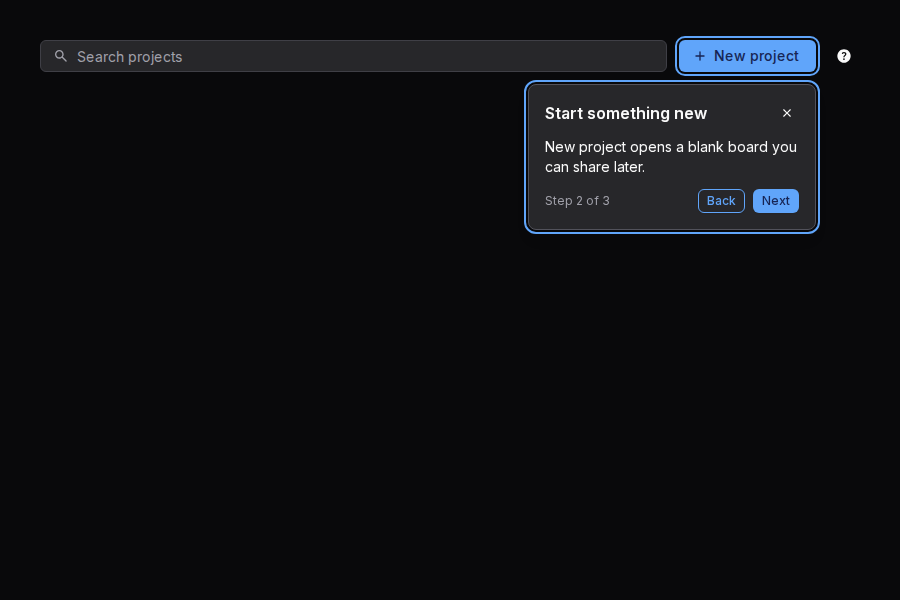 Search projects
New project
Start something new
New project opens a blank board you
can share later.
Step 2 of 3
Back
Next